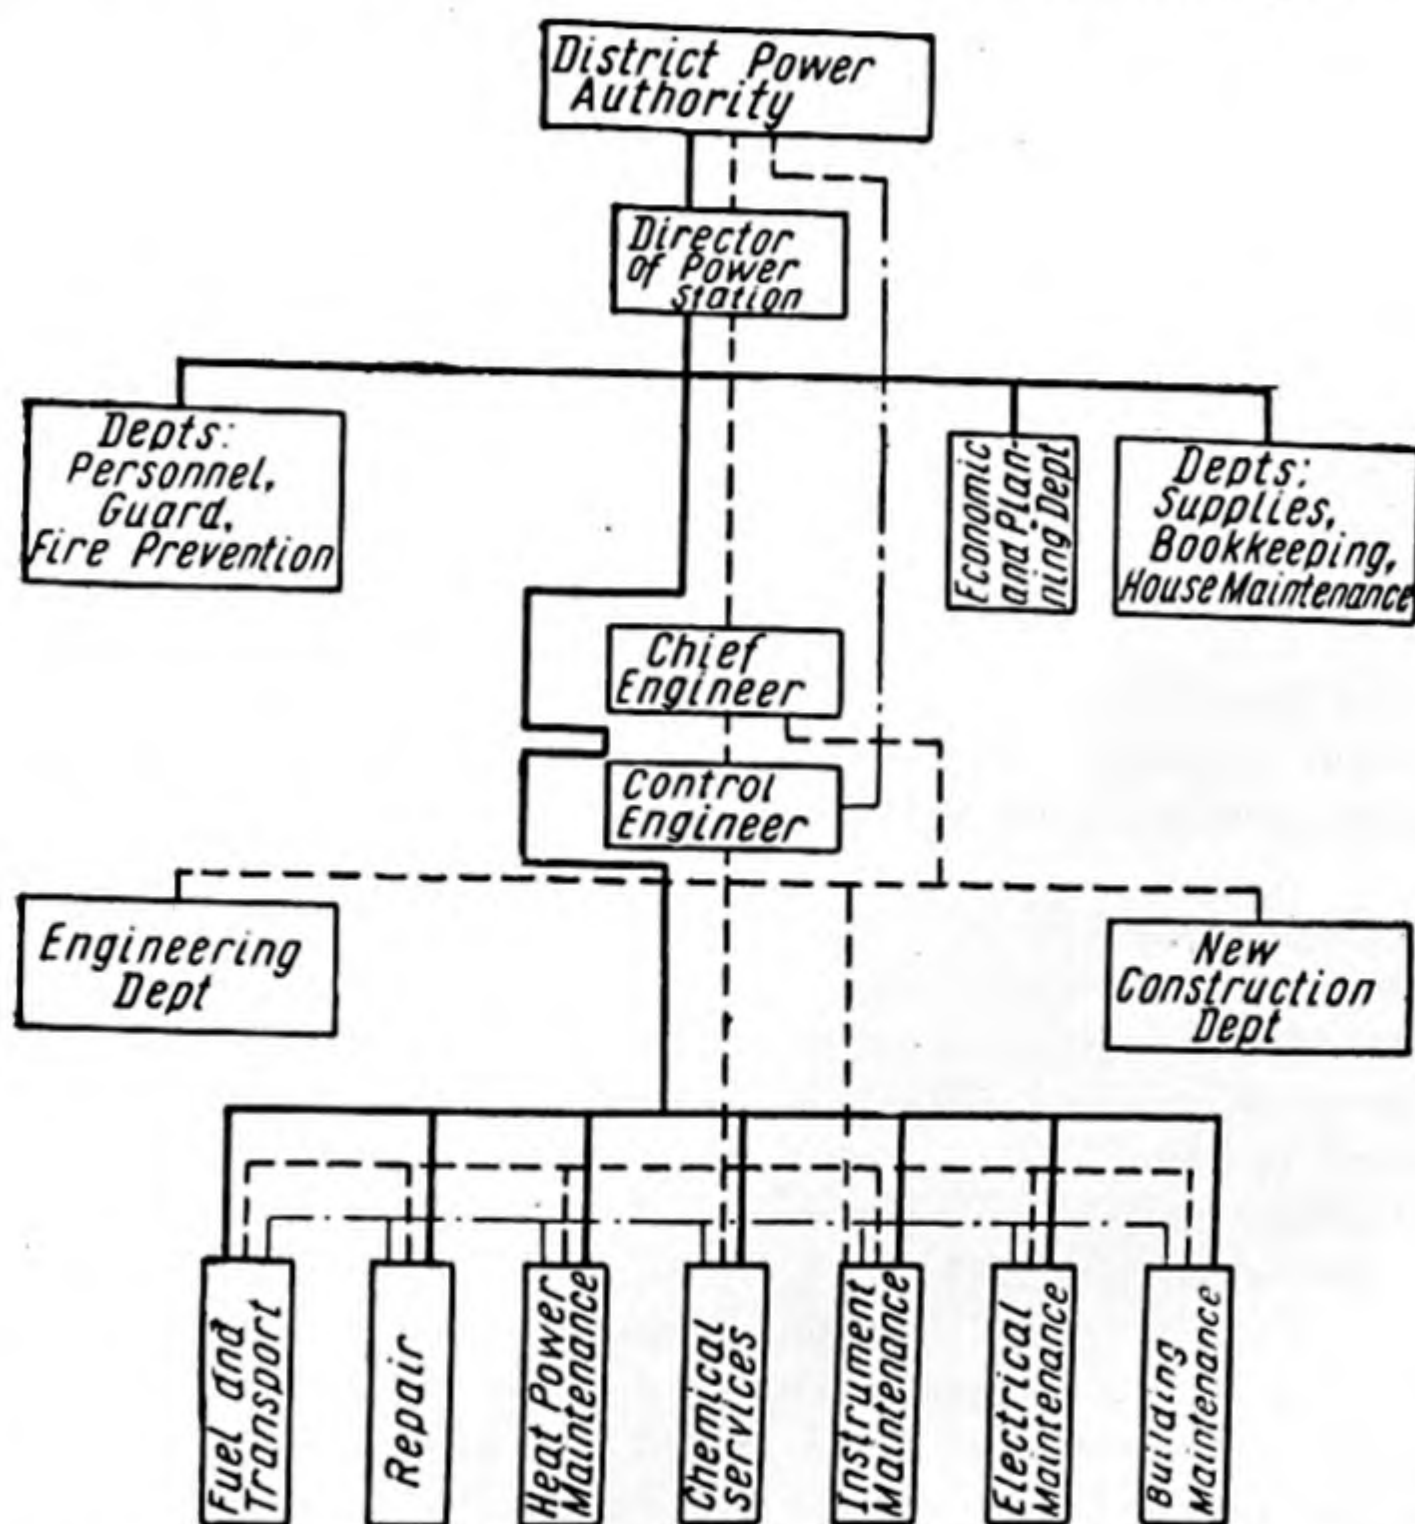 District Power
Authority
Director
of Power
Station
Depts:
Personnel,
Guard,
Fire Prevention
Economic
and Plan-
ning Dept
Depts:
Supplies,
Bookkeeping,
House Maintenance
Chief
Engineer
Control
Engineer
Engineering
Dept
New
Construction
Dept
Fuel and
Transport
Repair
Heat Power
Maintenance
Chemical
services
Instrument
Maintenance
Electrical
Maintenance
Building
Maintenance